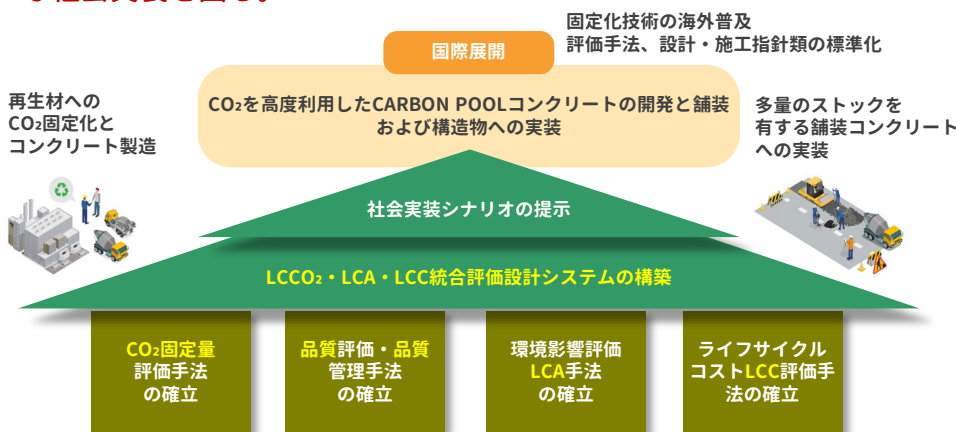 固定化技術の海外普及
評価手法、設計・施工指針類の標準化
国際展開
CO₂を高度利用したCARBON POOLコンクリートの開発と舗装
および構造物への実装
再生材への
CO₂固定化と
コンクリート製造
多量のストックを
有する舗装コンクリート
への実装
社会実装シナリオの提示
LCCO₂・LCA・LCC統合評価設計システムの構築
CO₂固定量
評価手法
の確立
品質評価・品質
管理手法
の確立
環境影響評価
LCA手法
の確立
ライフサイクル
コストLCC評価手
法の確立